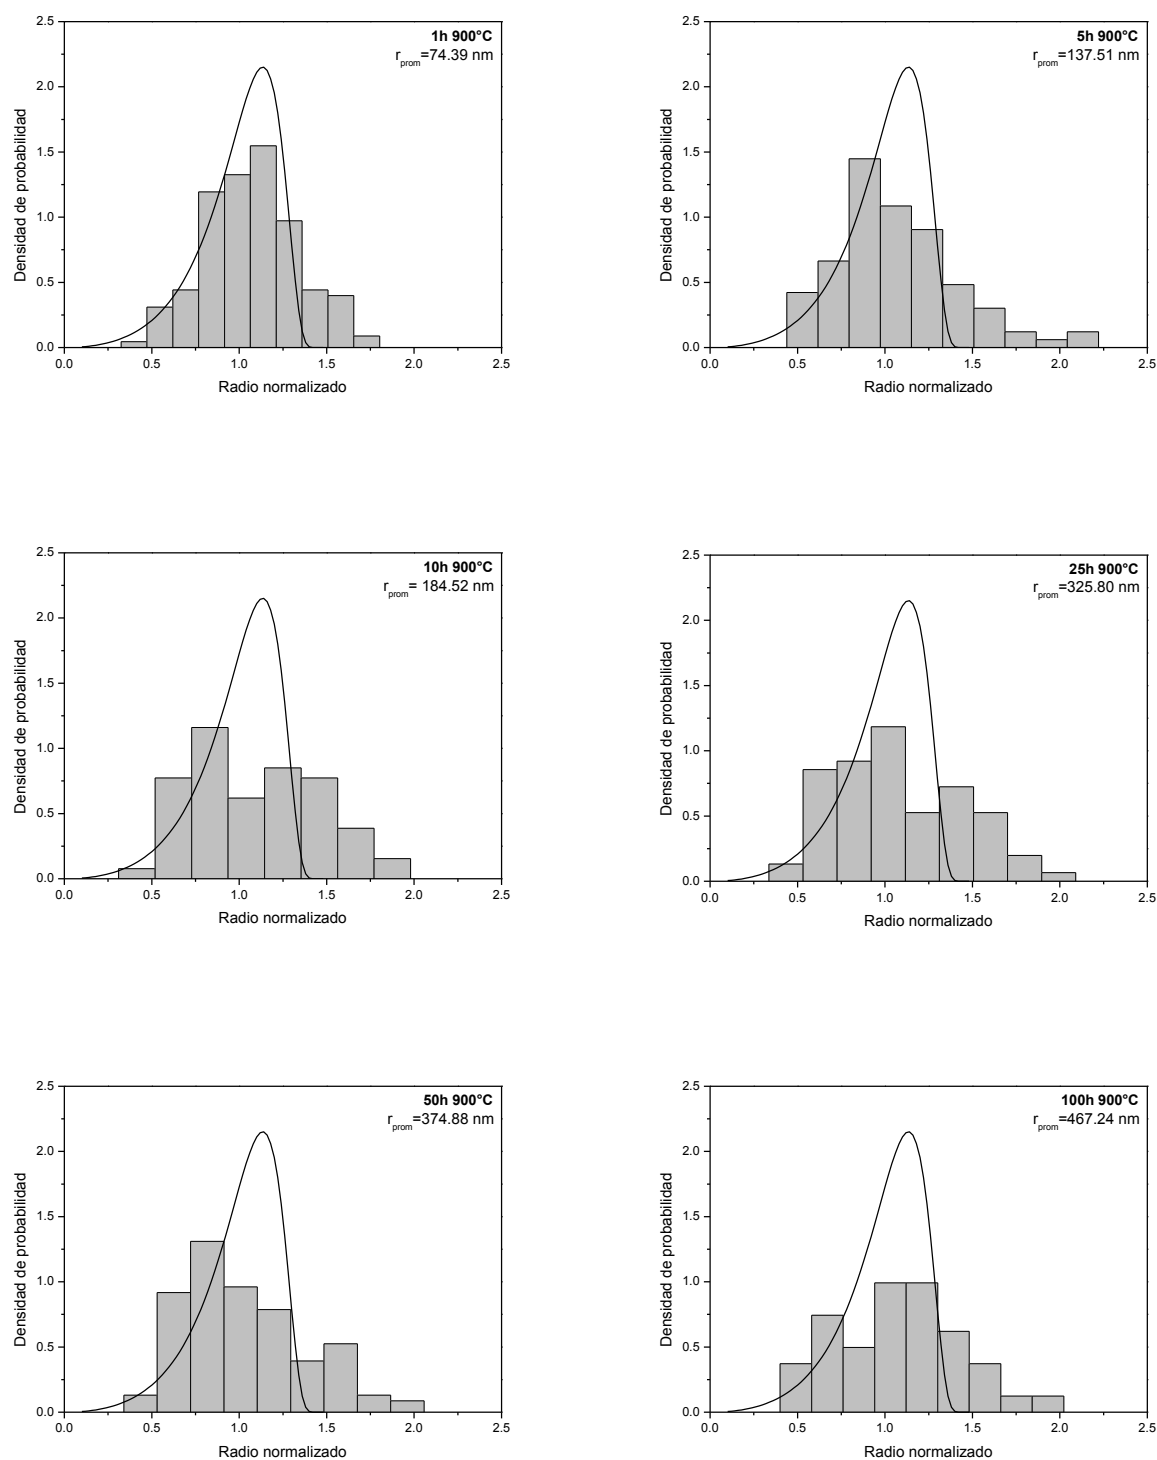 2.5
2.0
1.5
1.0
0.5
0.0
0.0 0.5 1.0 1.5 2.0 2.5
Densidad de probabilidad
Radio normalizado
1h 900°C
rprom=74.39 nm
2.5
2.0
1.5
1.0
0.5
0.0
0.0 0.5 1.0 1.5 2.0 2.5
Densidad de probabilidad
Radio normalizado
5h 900°C
rprom=137.51 nm
2.5
2.0
1.5
1.0
0.5
0.0
0.0 0.5 1.0 1.5 2.0 2.5
Densidad de probabilidad
Radio normalizado
10h 900°C
rprom= 184.52 nm
2.5
2.0
1.5
1.0
0.5
0.0
0.0 0.5 1.0 1.5 2.0 2.5
Densidad de probabilidad
Radio normalizado
25h 900°C
rprom=325.80 nm
2.5
2.0
1.5
1.0
0.5
0.0
0.0 0.5 1.0 1.5 2.0 2.5
Densidad de probabilidad
Radio normalizado
50h 900°C
rprom=374.88 nm
2.5
2.0
1.5
1.0
0.5
0.0
0.0 0.5 1.0 1.5 2.0 2.5
Densidad de probabilidad
Radio normalizado
100h 900°C
rprom=467.24 nm